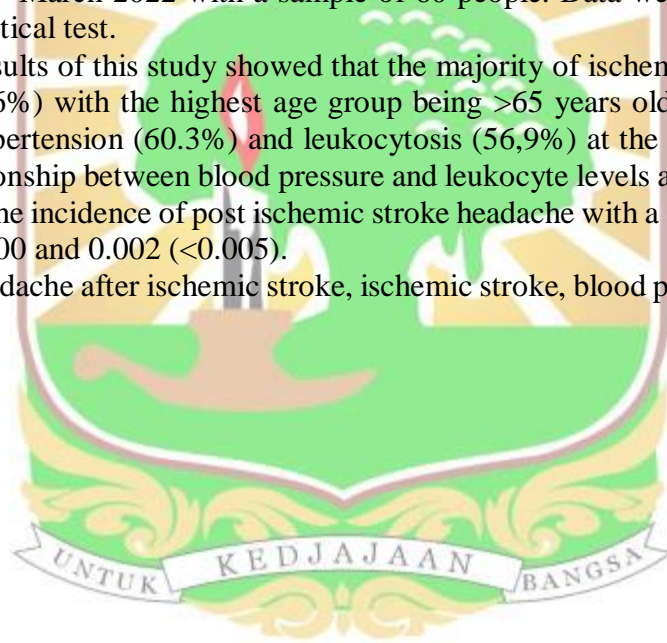 March 2022 with a sample of 60 people. Data we
tical test.
sults of this study showed that the majority of ischem
6%) with the highest age group being >65 years old
pertension (60.3%) and leukocytosis (56,9%) at the
onship between blood pressure and leukocyte levels a
he incidence of post ischemic stroke headache with a
00 and 0.002 (<0.005).
dache after ischemic stroke, ischemic stroke, blood p
UNTUK KEDJAJAAN BANGSA